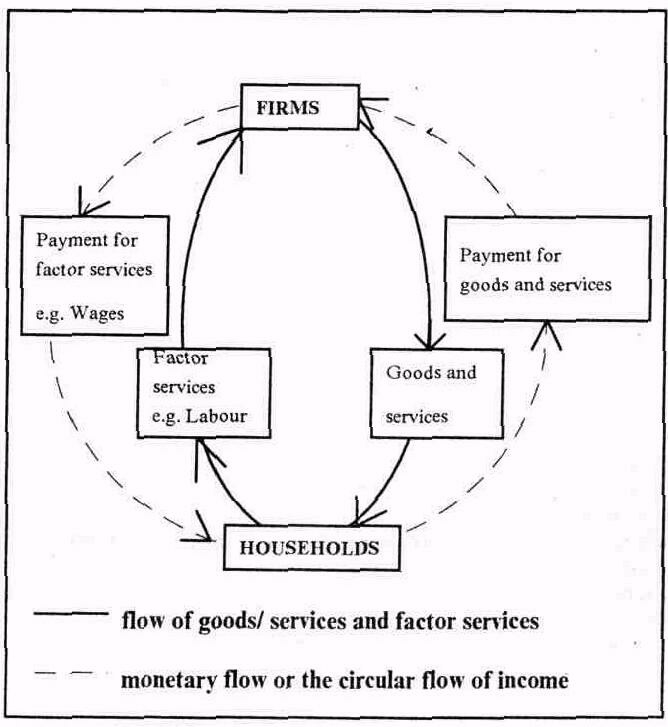 FIRMS
Payment for
factor services
e.g. Wages
Payment for
goods and services
Factor
services
e.g. Labour
Goods and
services
HOUSEHOLDS
flow of goods/ services and factor services
monetary flow or the circular flow of income